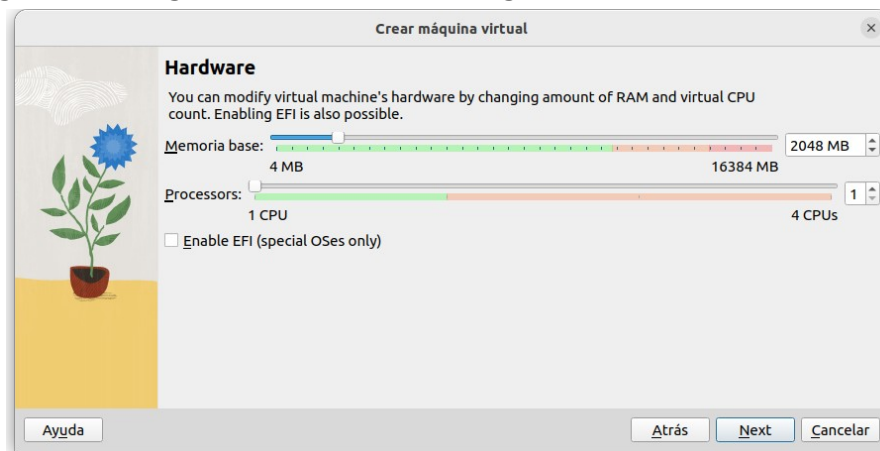 Crear máquina virtual
Hardware
You can modify virtual machine's hardware by changing amount of RAM and virtual CPU
count. Enabling EFI is also possible.
Memoria base:
2048 MB
4 MB
16384 MB
Processors:
1
1 CPU
4 CPUs
Enable EFI (special OSes only)
Ayuda
Atrás
Next
Cancelar